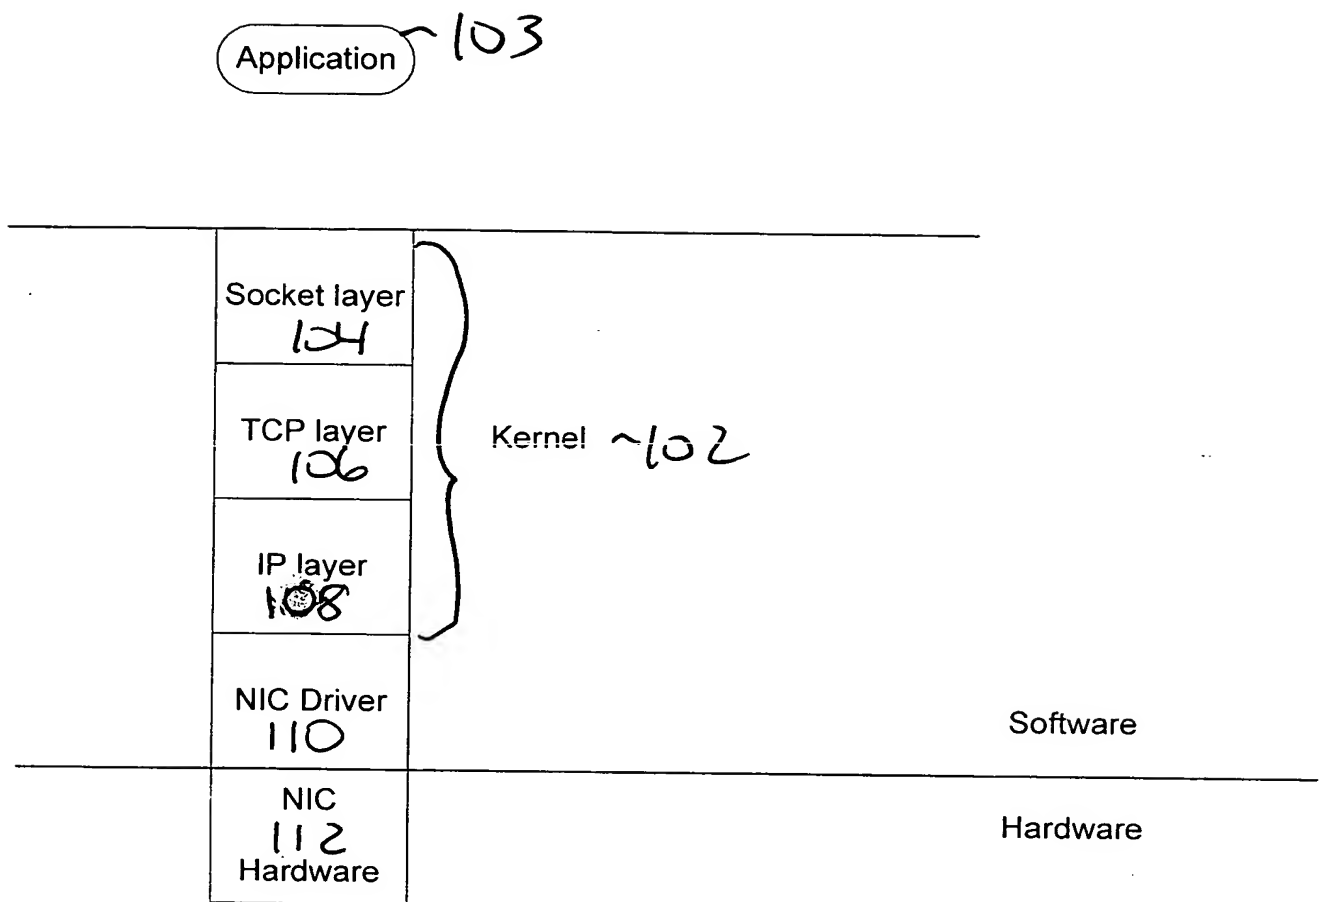 Application ~103
Socket layer
104
TCP layer
106
Kernel ~102
IP layer
108
NIC Driver
110
Software
NIC
112
Hardware
Hardware